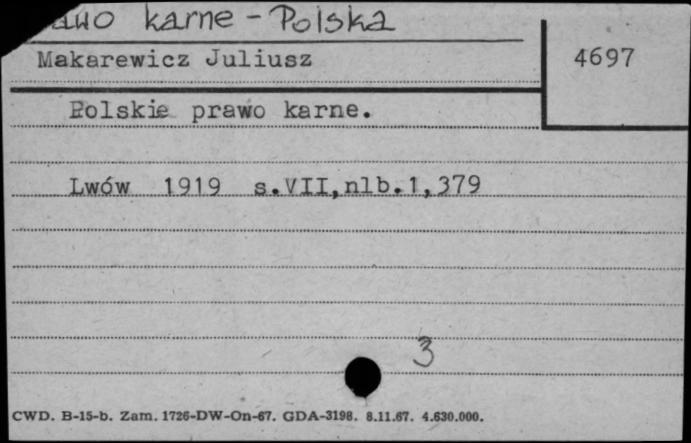 awo karne - Polska
Makarewicz Juliusz
4697
Polskie prawo karne.
Lwów 1919 s.VII,nlb.1,379
3
CWD. B-15-b. Zam. 1726-DW-On-67. GDA-3198. 8.11.67. 4.630.000.